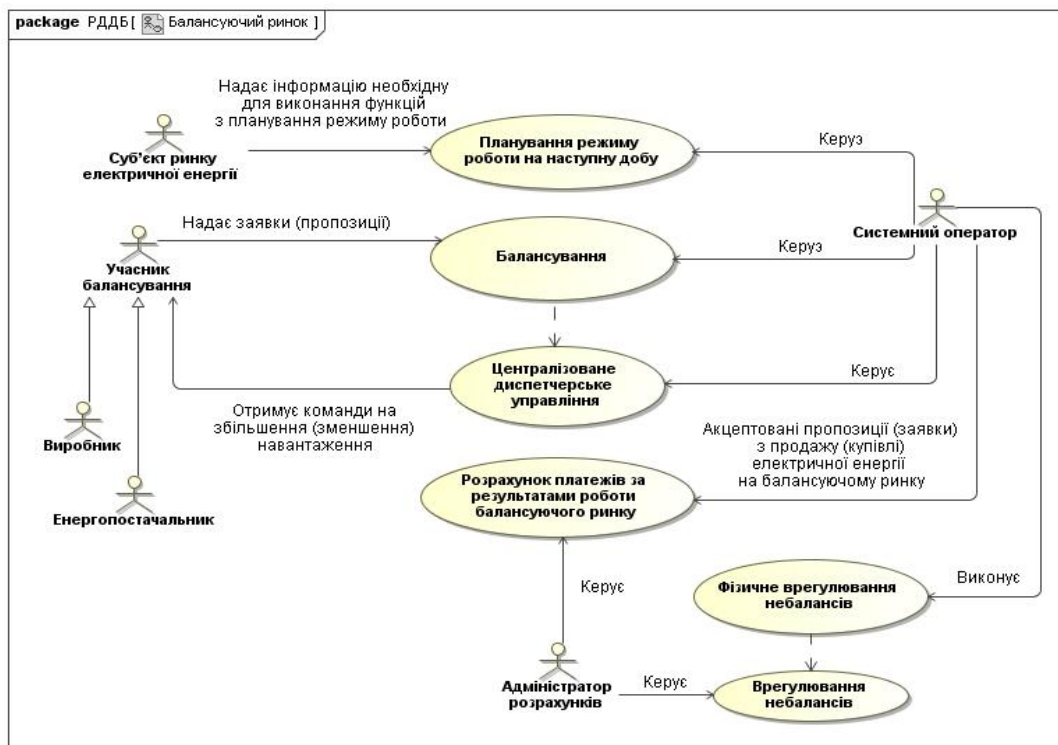 package РДДБ[ Балансуючий ринок ]
Надає інформацію необхідну
для виконання функцій
з планування режиму роботи
Суб'єкт ринку
електричної енергії
Планування режиму
роботи на наступну добу
Керуэ
Системний оператор
Надає заявки (пропозиції)
Учасник
балансування
Балансування
Керуэ
Централізоване
диспетчерське
управління
Керує
Отримує команди на
збільшення (зменшення)
навантаження
Виробник
Енергопостачальник
Акцептовані пропозиції (заявки)
з продажу (купівлі)
електричної енергії
на балансуючому ринку
Розрахунок платежів за
результатами роботи
балансуючого ринку
Керує
Фізичне врегулювання
небалансів
Виконує
Адміністратор
розрахунків
Керує
Врегулювання
небалансів